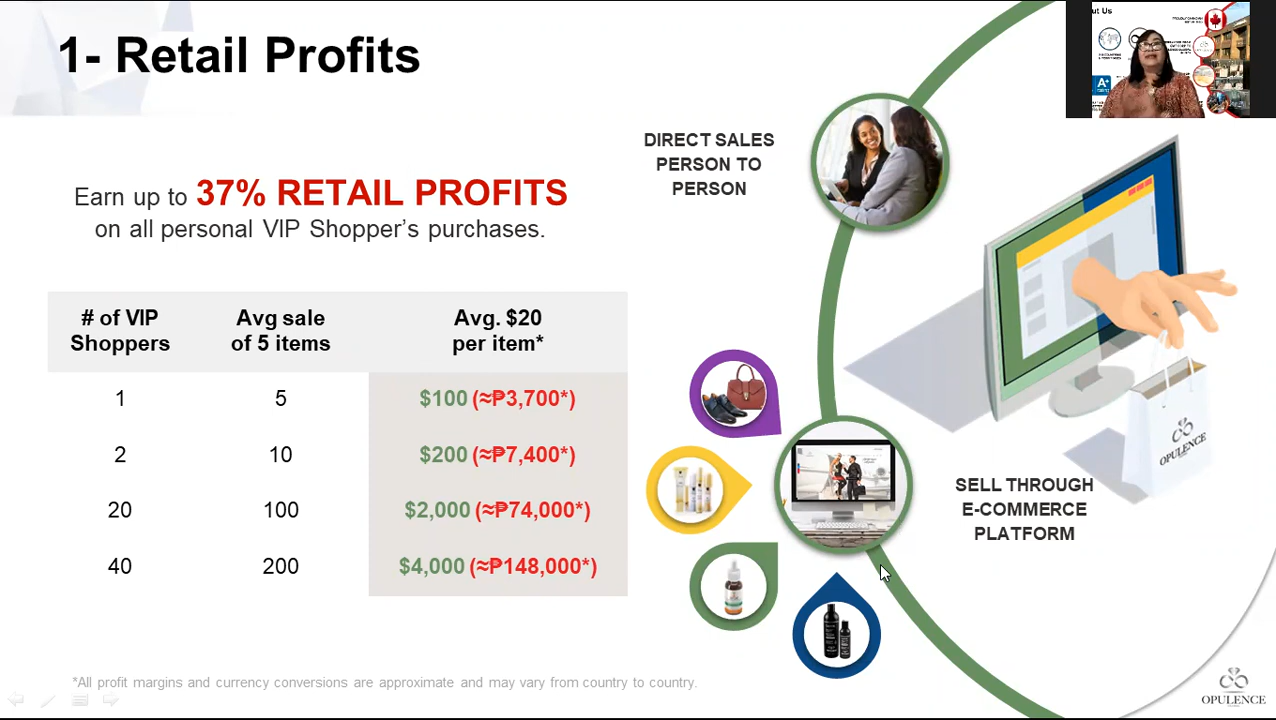 1- Retail Profits
Earn up to 37% RETAIL PROFITS
on all personal VIP Shopper's purchases.
# of VIP Shoppers
Avg sale of 5 items
Avg. $20 per item*
1 5 $100 (≈₱3,700*)
2 10 $200 (≈₱7,400*)
20 100 $2,000 (≈₱74,000*)
40 200 $4,000 (≈₱148,000*)
*All profit margins and currency conversions are approximate and may vary from country to country.
DIRECT SALES
PERSON TO
PERSON
SELL THROUGH
E-COMMERCE
PLATFORM
OPULENCE
OPULENCE
ut Us
A+